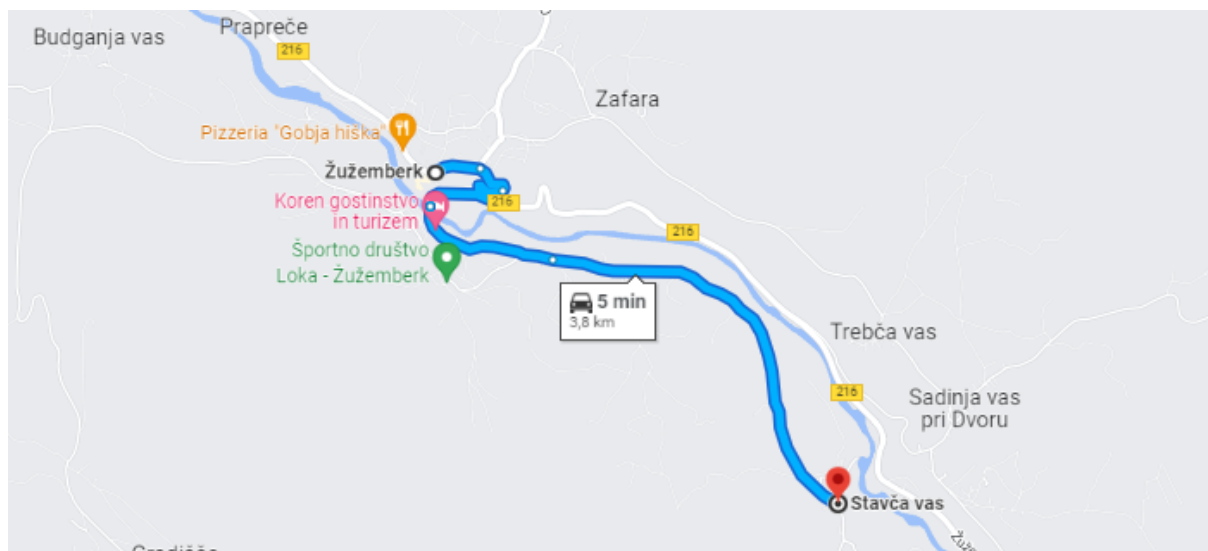 Prapreče
Budganja vas
216
Zafara
Pizzeria "Gobja hiška"
Žužemberk
Koren gostinstvo
in turizem
216
216
Športno društvo
Loka - Žužemberk
5 min
3,8 km
Trebča vas
216
Sadinja vas
pri Dvoru
Stavča vas